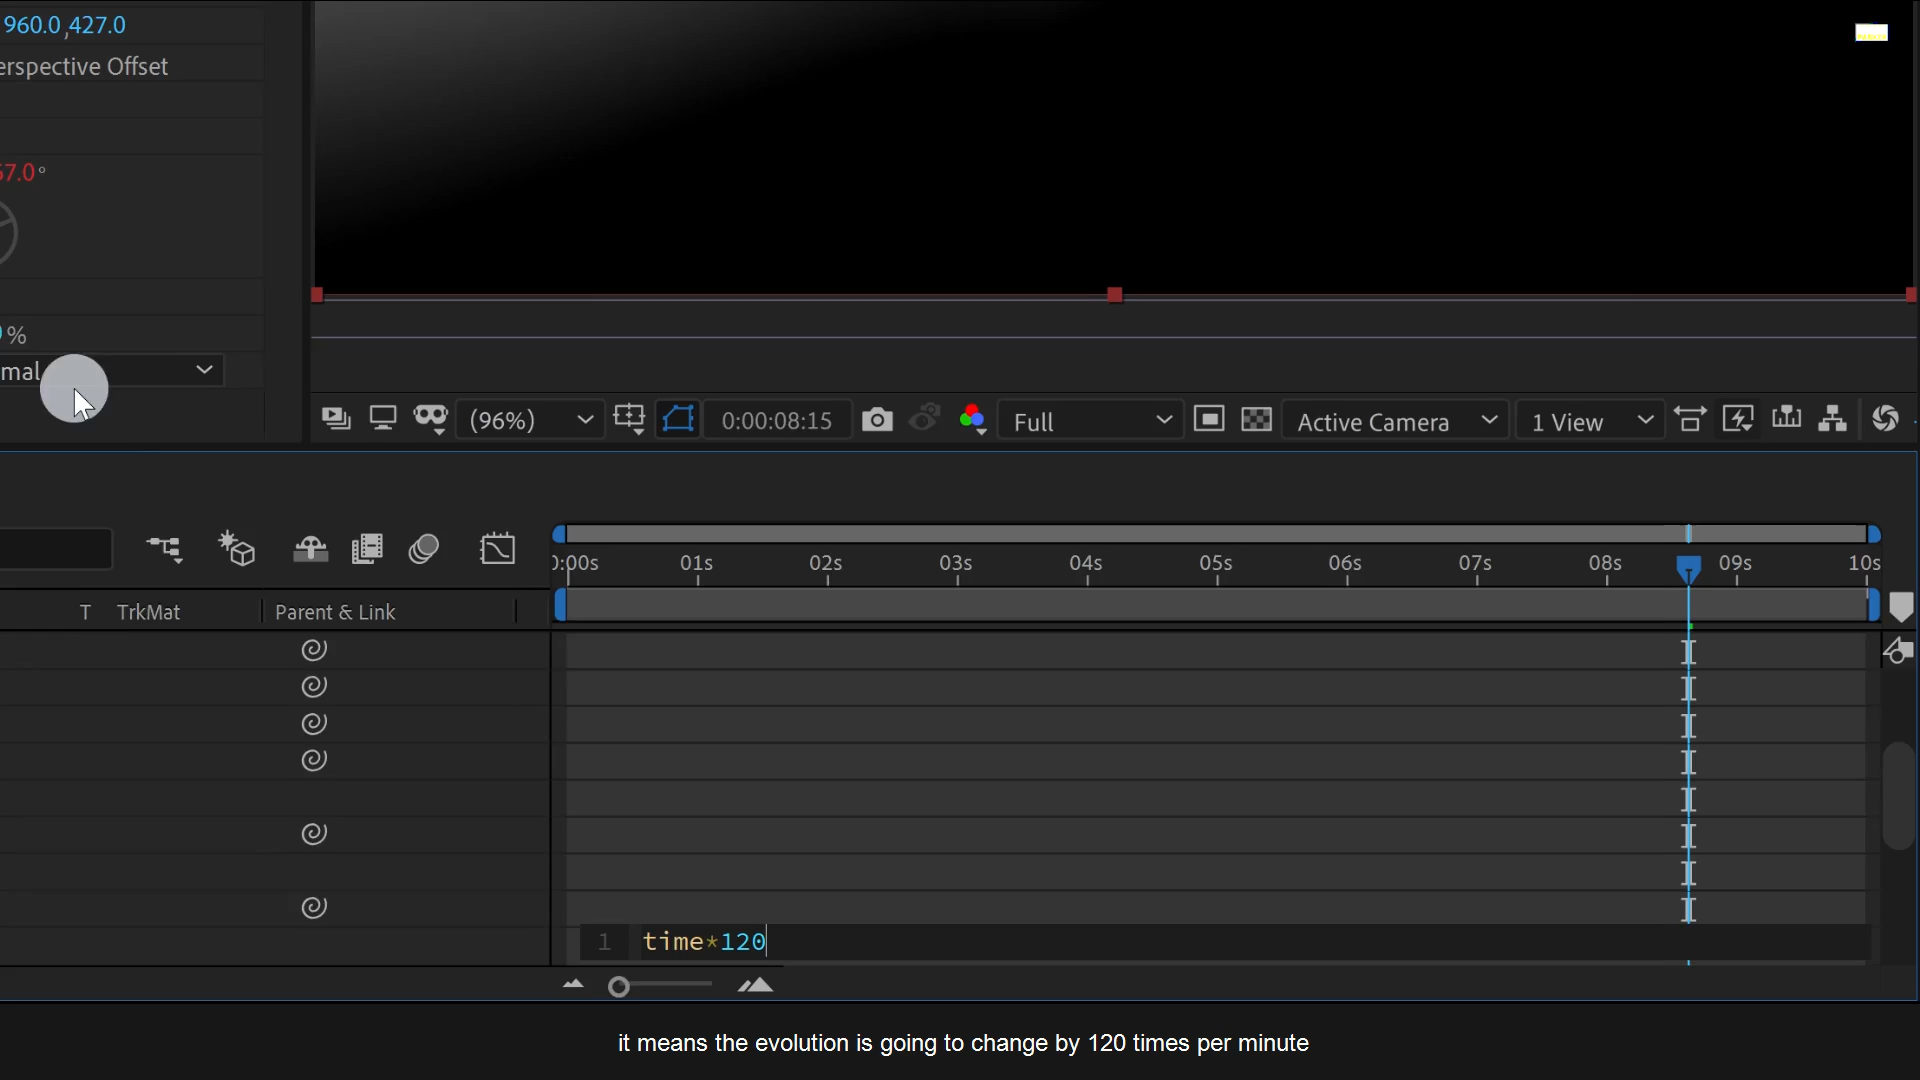 960.0,427.0
erspective Offset
57.0°
%
mal
(96%)
0:00:08:15
Full
Active Camera
1 View
0:00s 01s 02s 03s 04s 05s 06s 07s 08s 09s 10s
T TrkMat Parent & Link
1 time*120
it means the evolution is going to change by 120 times per minute